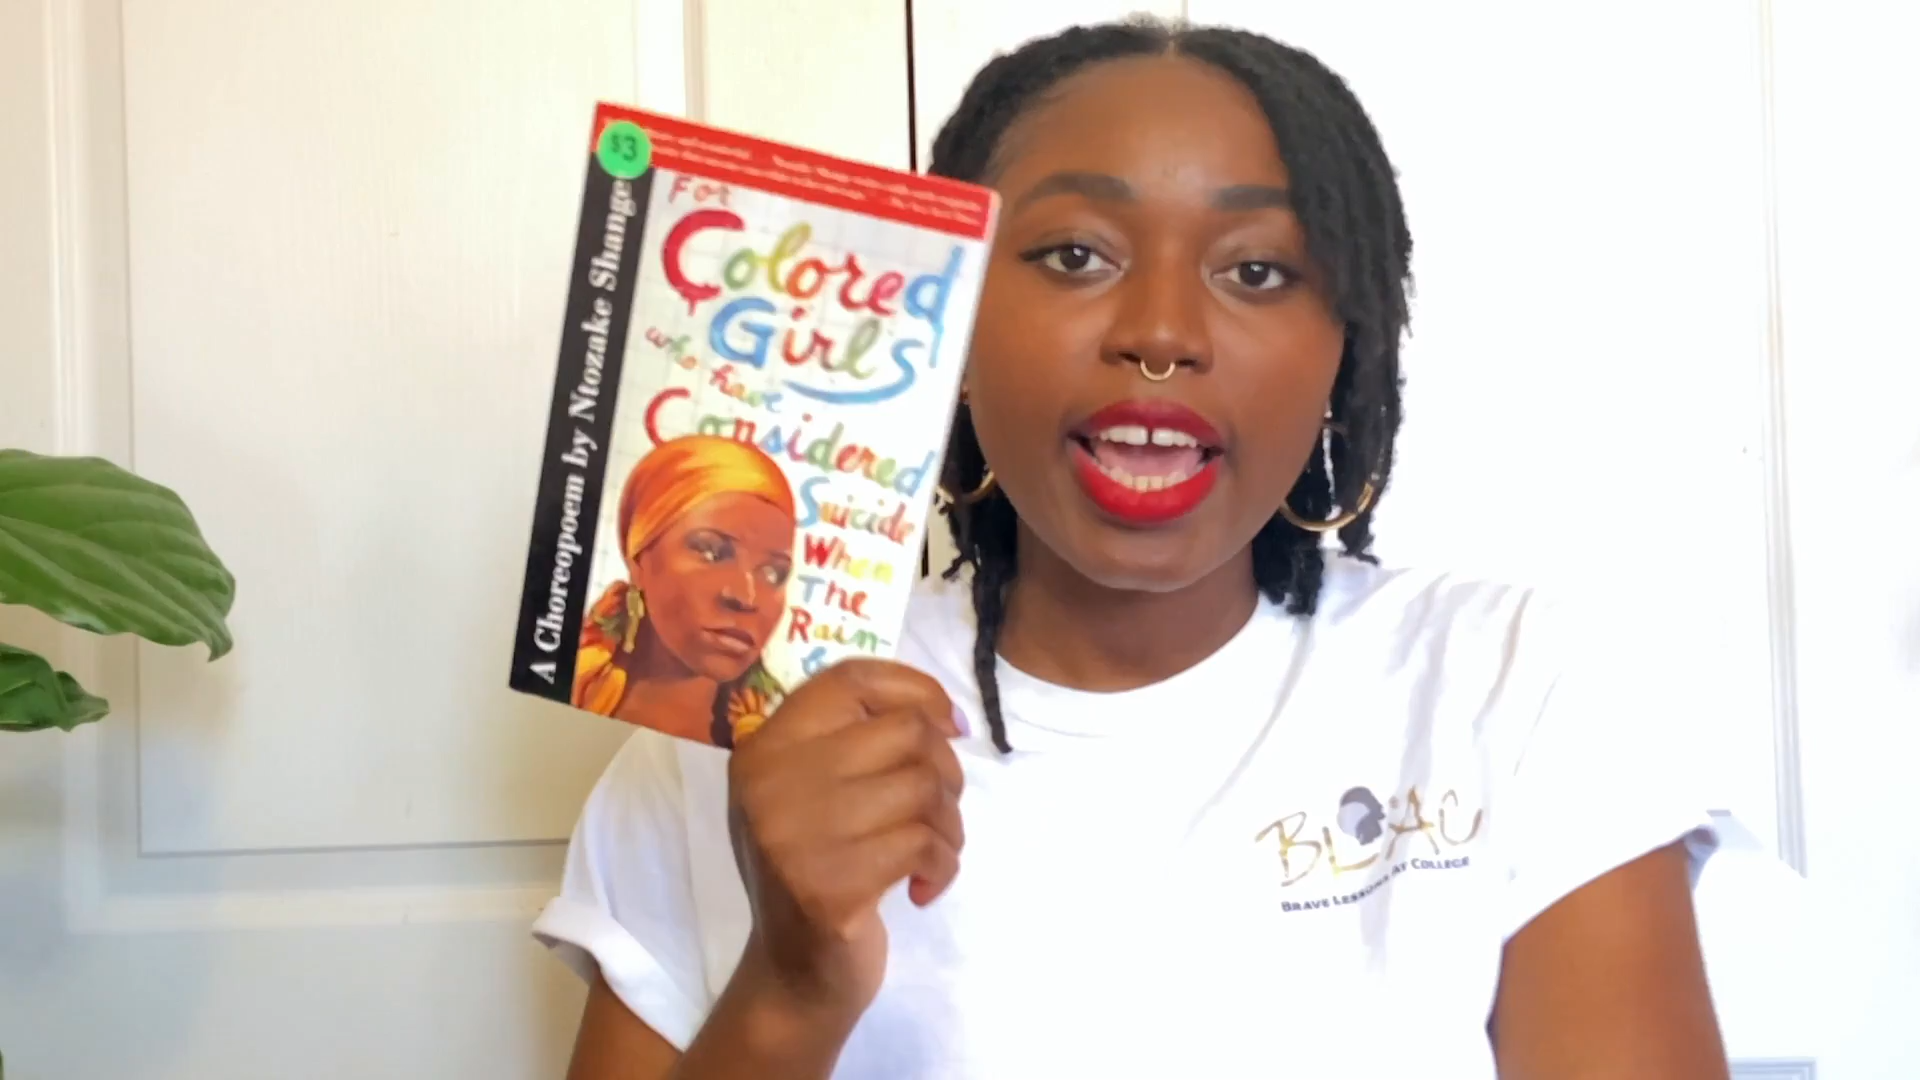 $3
For
Colored
Girls
who have
Considered
Suicide
When
The
Rain-
A Choreopoem by Ntozake Shange
BLAC
BRAVE LESSONS AT COLLEGE